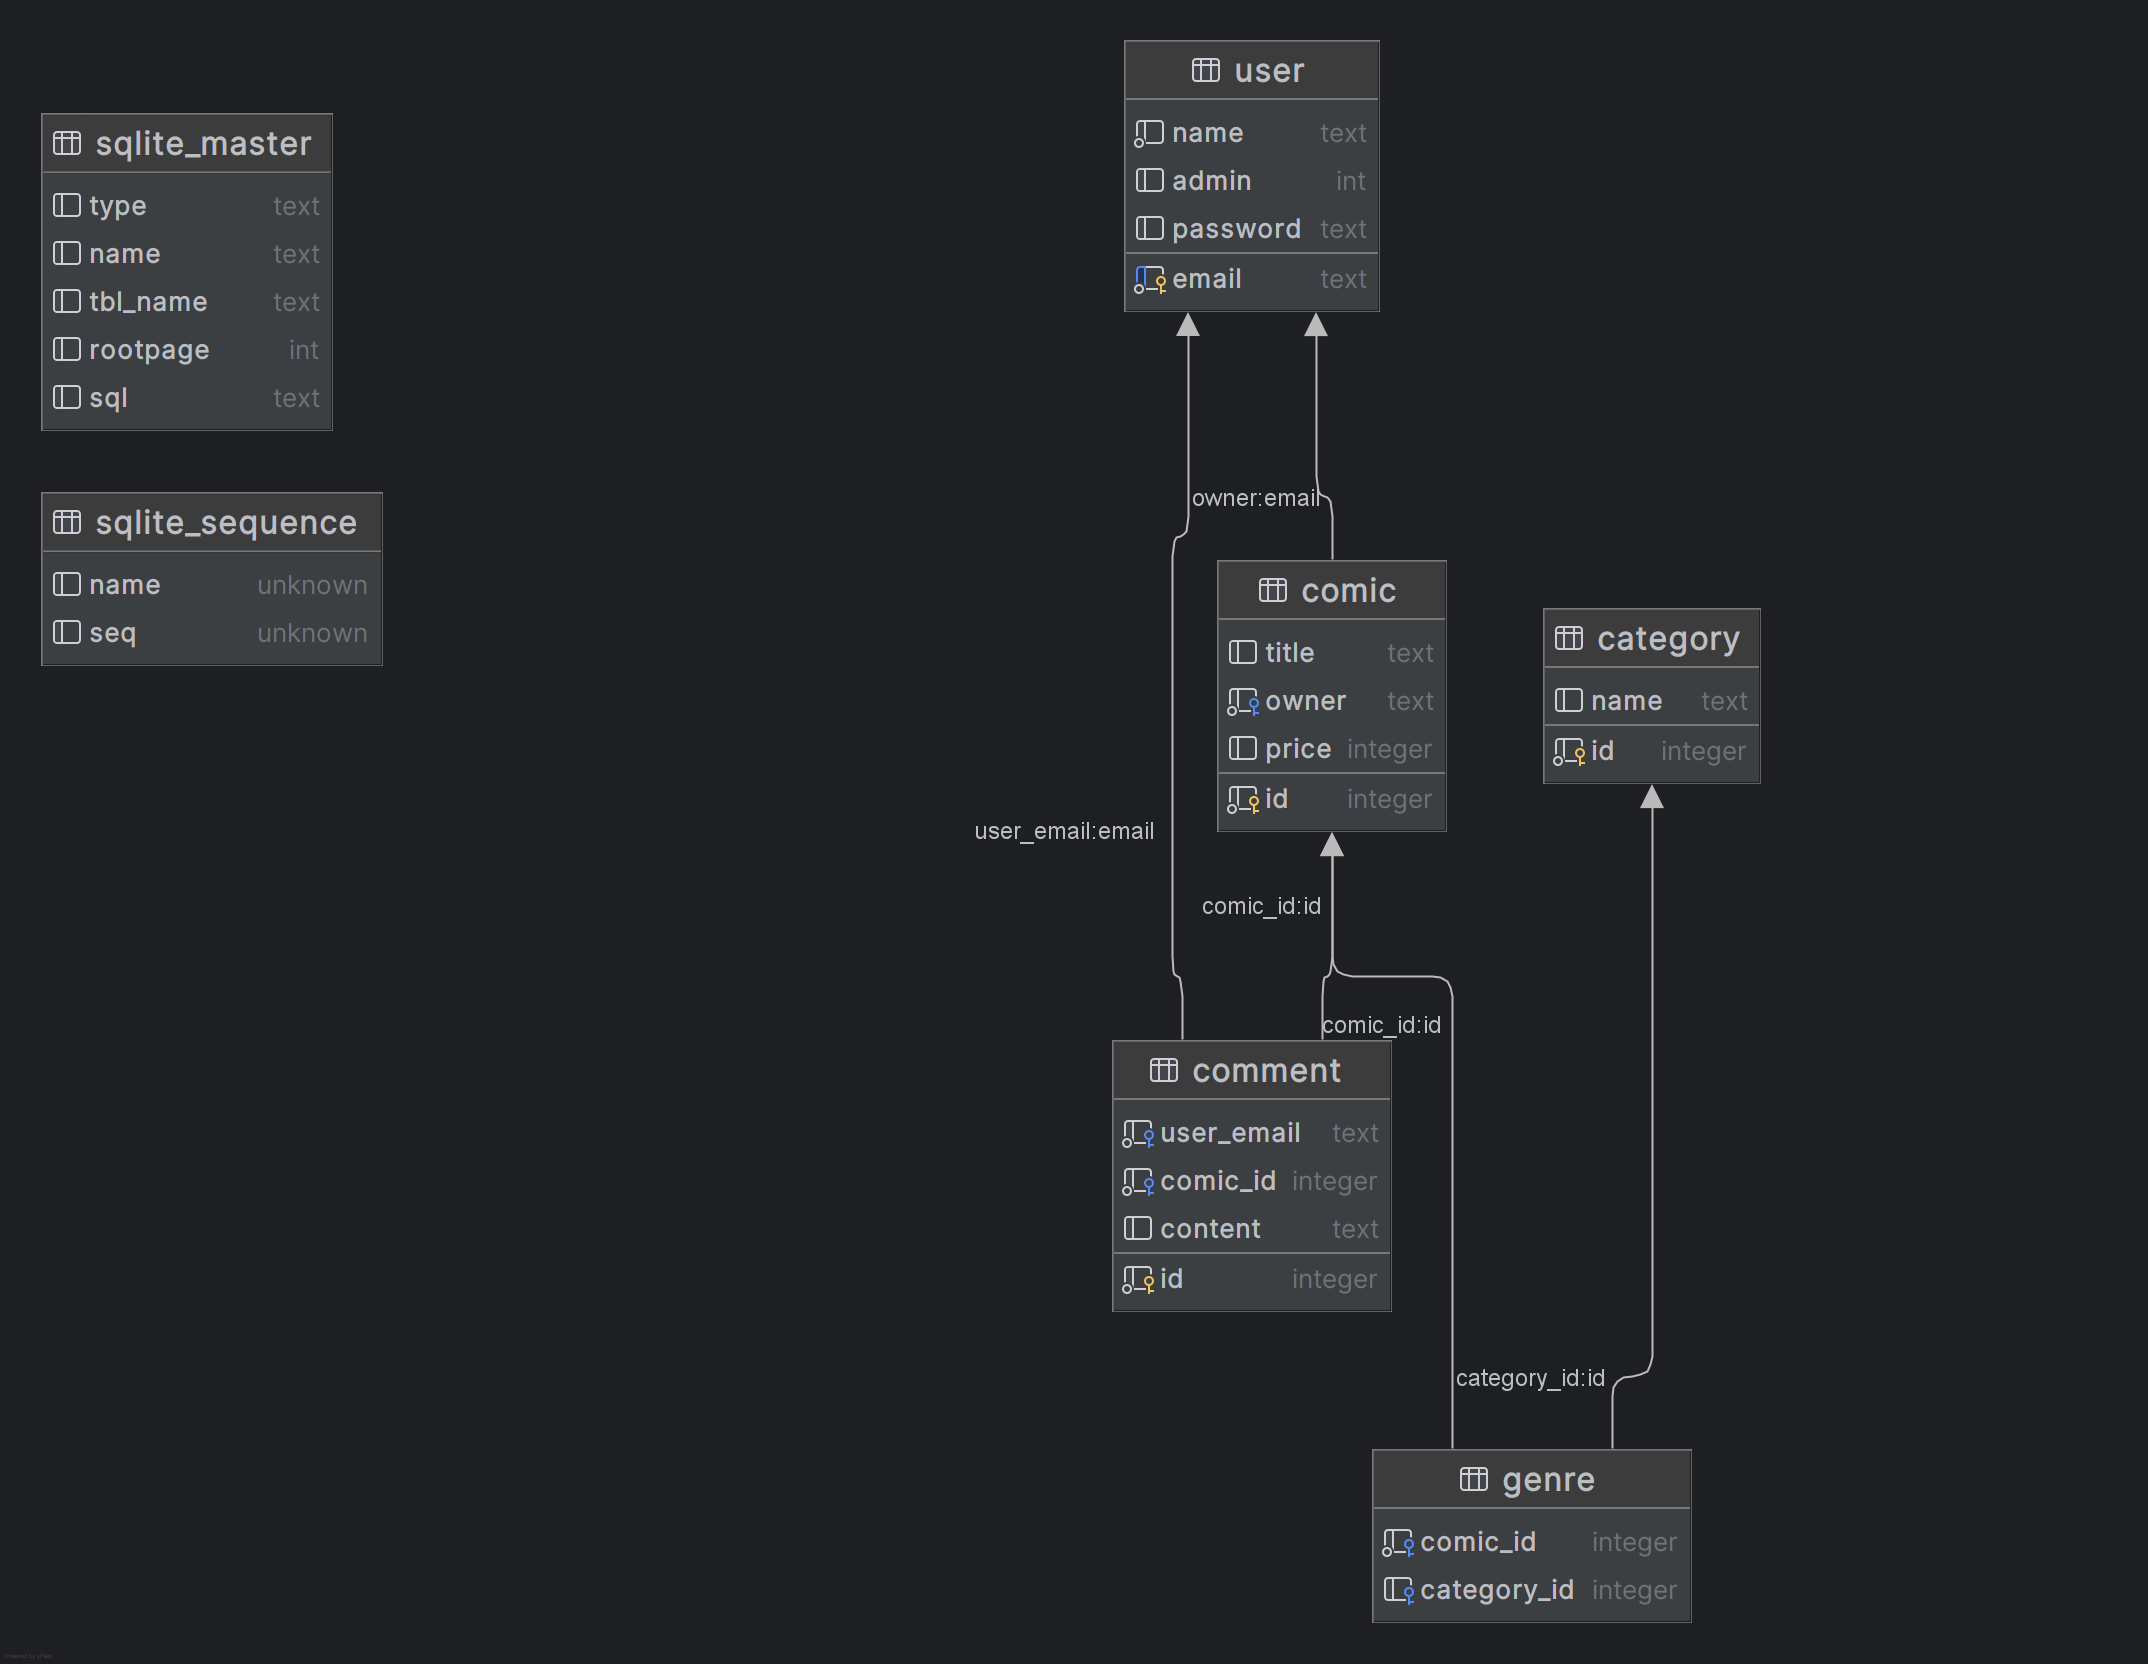 sqlite_master
type text
name text
tbl_name text
rootpage int
sql text
sqlite_sequence
name unknown
seq unknown
user
name text
admin int
password text
email text
owner:email
comic
title text
owner text
price integer
id integer
category
name text
id integer
user_email:email
comic_id:id
comic_id:id
comment
user_email text
comic_id integer
content text
id integer
category_id:id
genre
comic_id integer
category_id integer